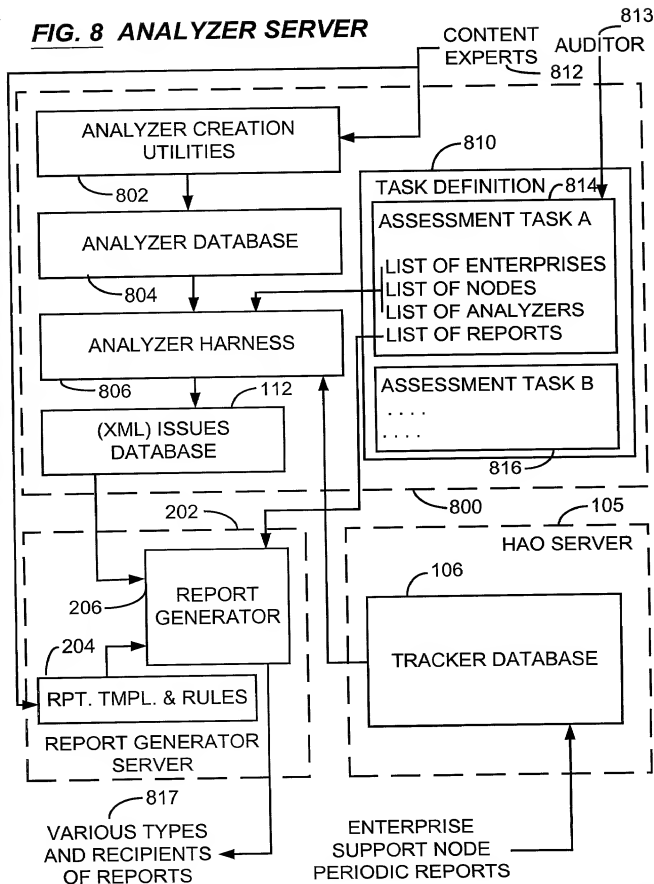 FIG. 8 ANALYZER SERVER
813
CONTENT
EXPERTS
812
AUDITOR
ANALYZER CREATION
UTILITIES
802
ANALYZER DATABASE
804
ANALYZER HARNESS
806
112
(XML) ISSUES
DATABASE
810
TASK DEFINITION
814
ASSESSMENT TASK A
LIST OF ENTERPRISES
LIST OF NODES
LIST OF ANALYZERS
LIST OF REPORTS
ASSESSMENT TASK B
. . . .
. . . .
816
800
202
206
REPORT
GENERATOR
204
RPT. TMPL. & RULES
REPORT GENERATOR
SERVER
105
HAO SERVER
106
TRACKER DATABASE
817
VARIOUS TYPES
AND RECIPIENTS
OF REPORTS
ENTERPRISE
SUPPORT NODE
PERIODIC REPORTS